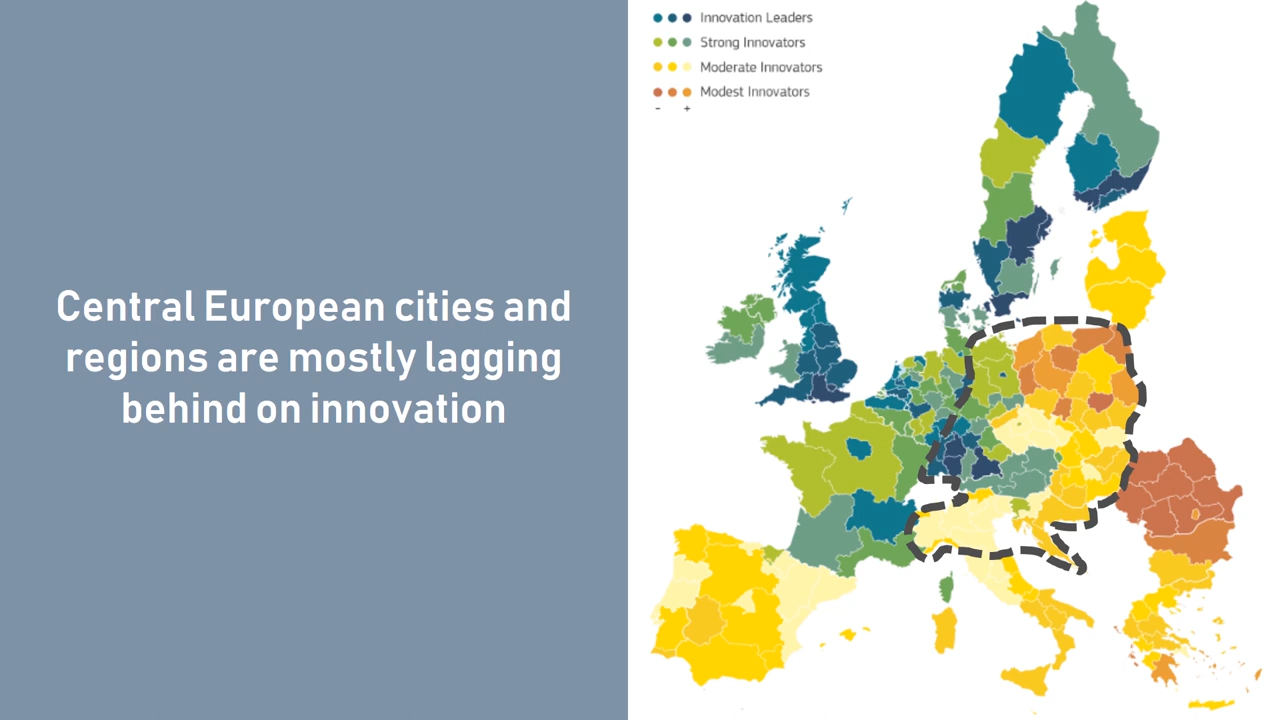 Central European cities and
regions are mostly lagging
behind on innovation
Innovation Leaders
Strong Innovators
Moderate Innovators
Modest Innovators
- +